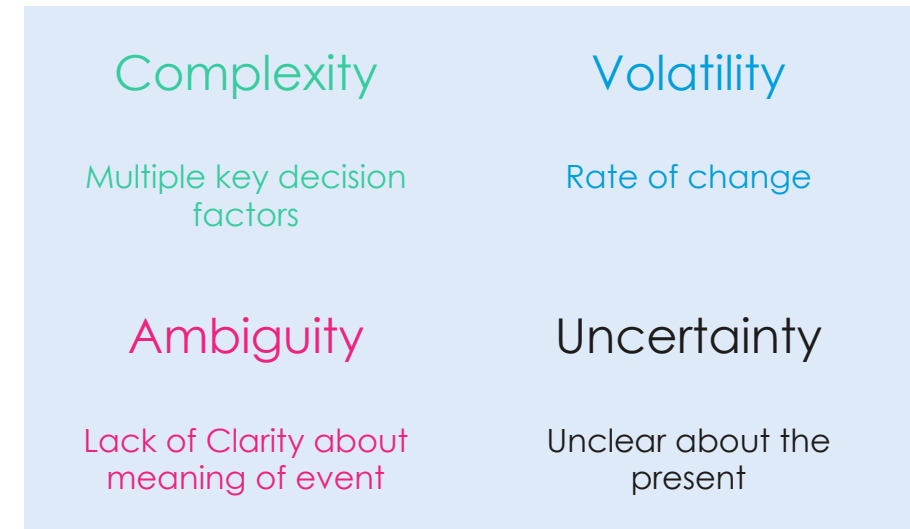 Complexity
Multiple key decision
factors
Volatility
Rate of change
Ambiguity
Lack of Clarity about
meaning of event
Uncertainty
Unclear about the
present